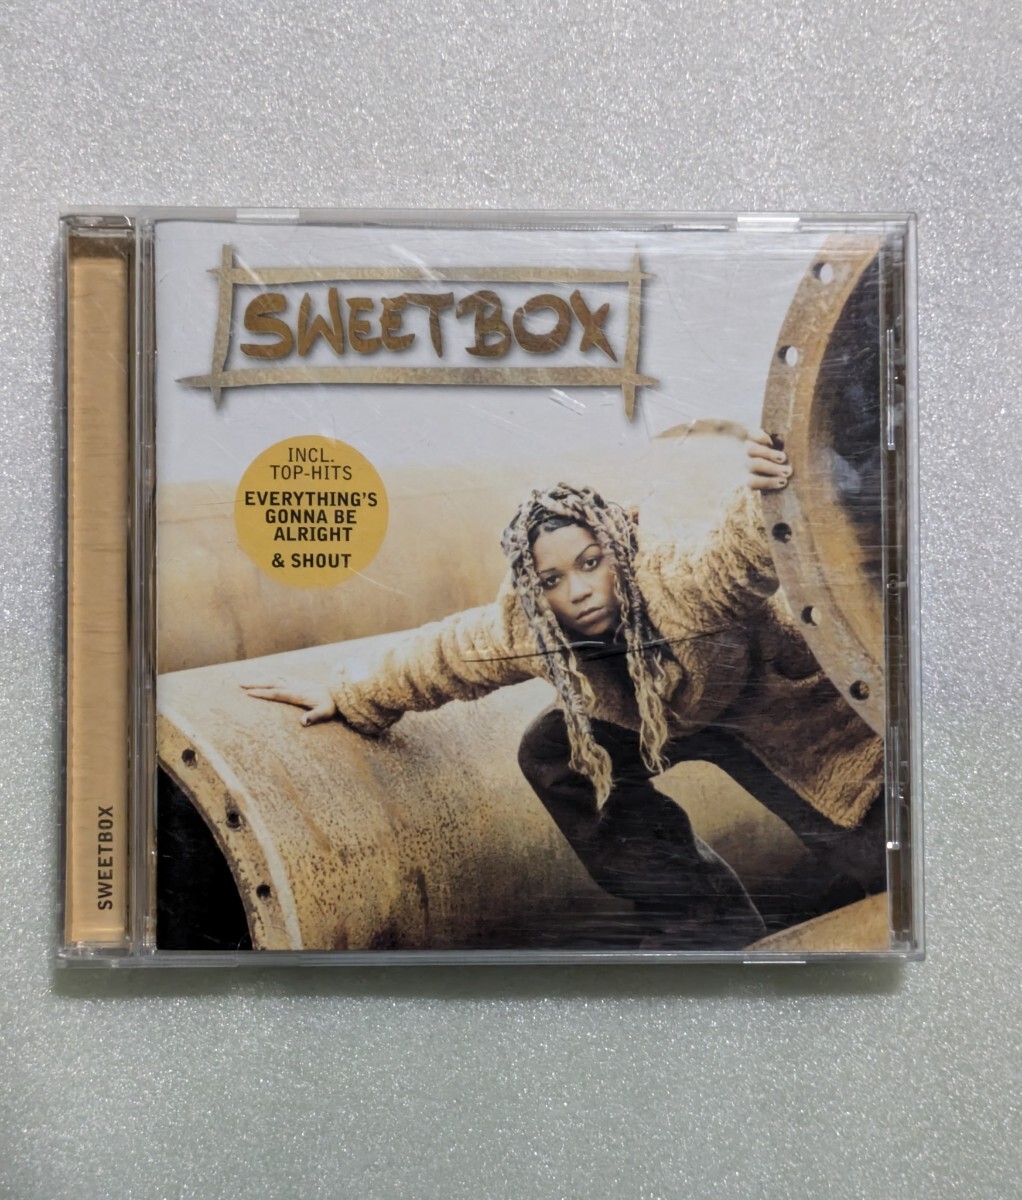 SWEETBOX
INCL.
TOP-HITS
EVERYTHING'S
GONNA BE
ALRIGHT
& SHOUT
SWEETBOX